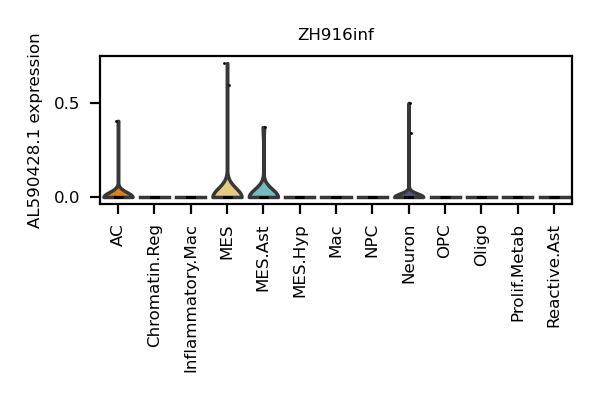 ZH916inf
AL590428.1 expression
0.5
0.0
AC
Chromatin.Reg
Inflammatory.Mac
MES
MES.Ast
MES.Hyp
Mac
NPC
Neuron
OPC
Oligo
Prolif.Metab
Reactive.Ast